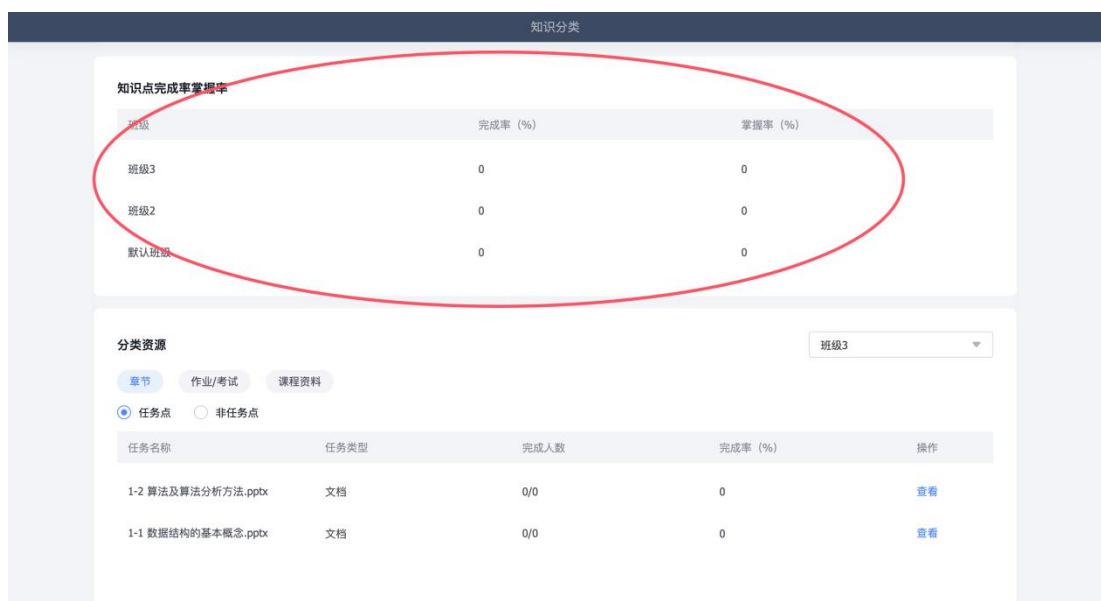 知识分类
知识点完成率掌握率
班级 完成率（%） 掌握率（%）
班级3 0 0
班级2 0 0
默认班级 0 0
分类资源 班级3
章节 作业/考试 课程资料
任务点 非任务点
任务名称 任务类型 完成人数 完成率（%） 操作
1-2 算法及算法分析方法.pptx 文档 0/0 0 查看
1-1 数据结构的基本概念.pptx 文档 0/0 0 查看